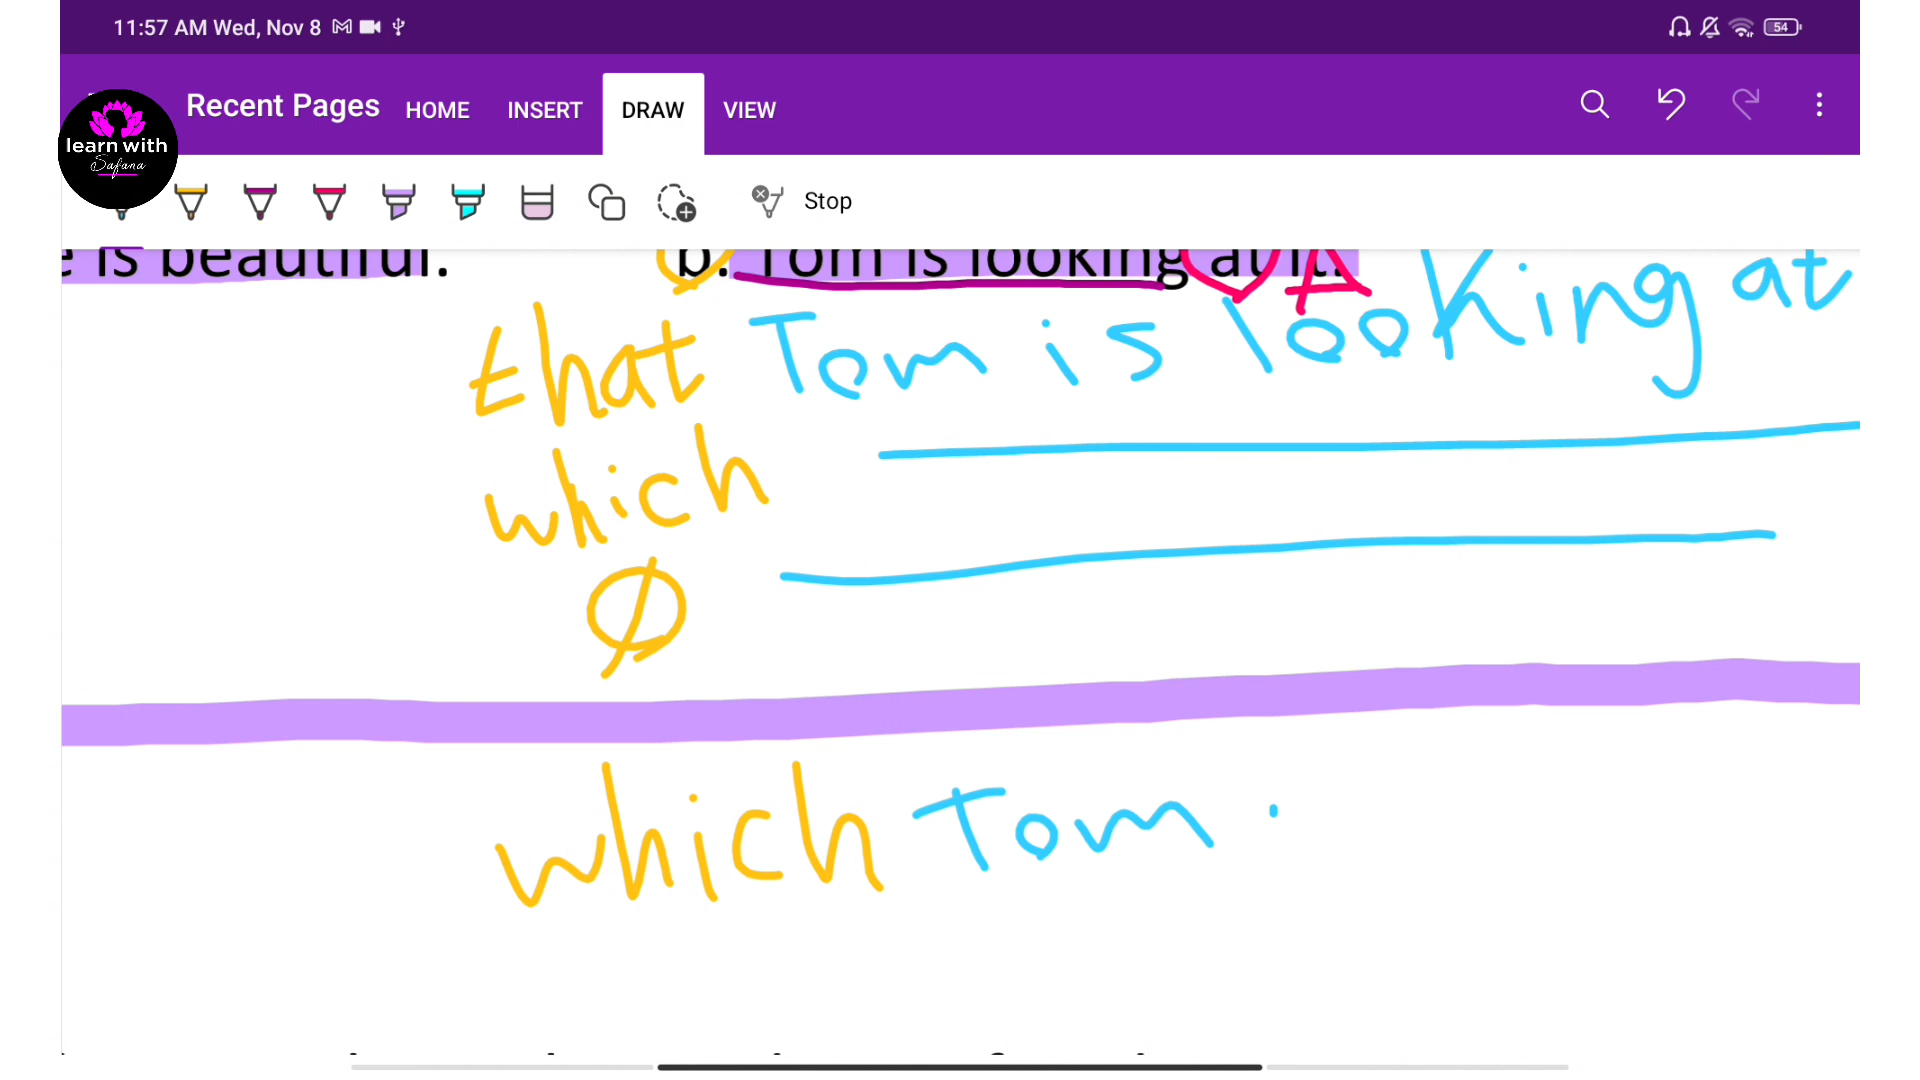 11:57 AM Wed, Nov 8 54
Recent Pages HOME INSERT DRAW VIEW
learn with
Safana
Stop
e is beautiful. b. Tom is looking at it.
that Tom is looking at
which
Ø
which Tom